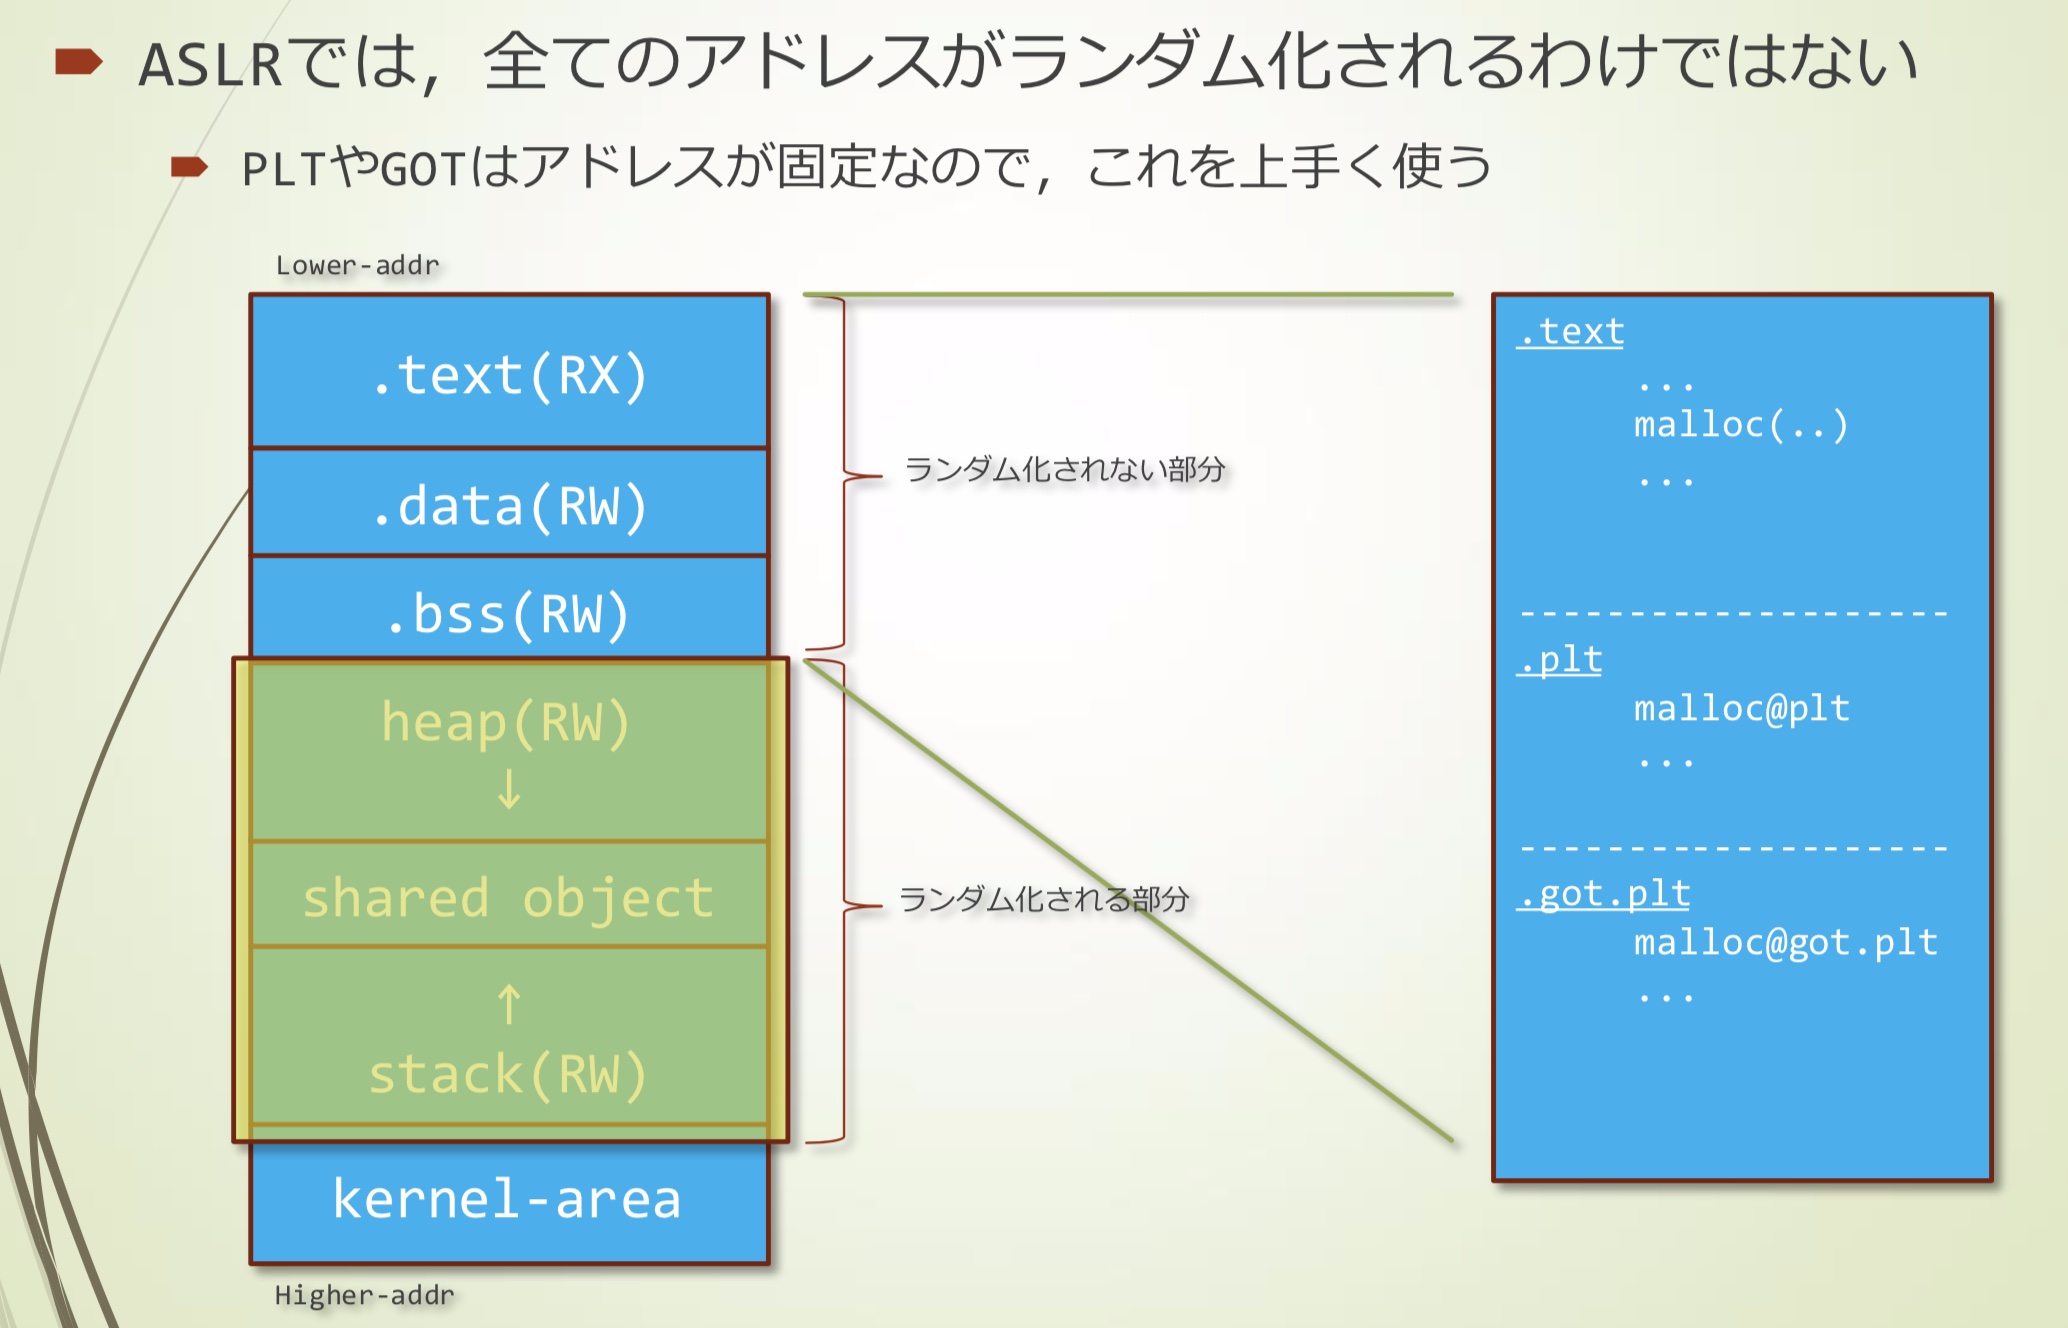 ASLRでは，全てのアドレスがランダム化されるわけではない
PLTやGOTはアドレスが固定なので，これを上手く使う
Lower-addr
.text(RX)
.data(RW)
.bss(RW)
heap(RW)
↓
shared object
↑
stack(RW)
kernel-area
Higher-addr
ランダム化されない部分
ランダム化される部分
.text
...
malloc(..)
...
--------------------
.plt
malloc@plt
...
--------------------
.got.plt
malloc@got.plt
...